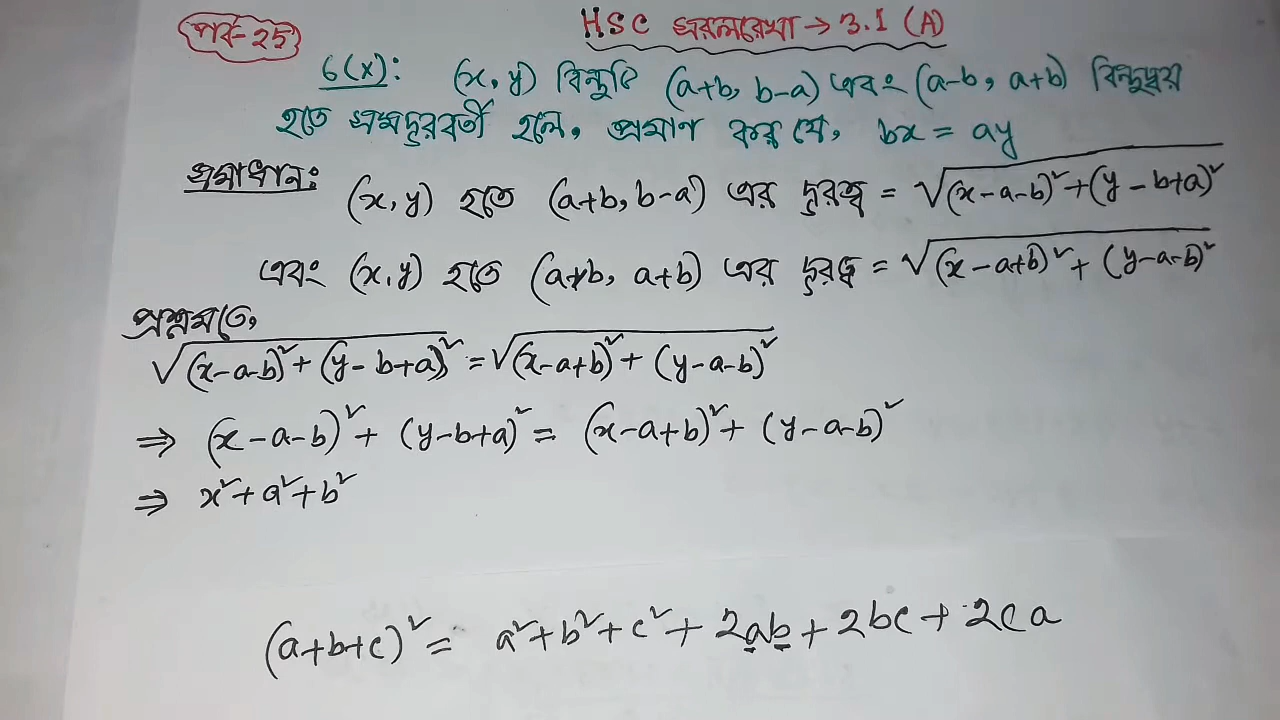 পর্ব-25
HSC সরলরেখা → 3.1 (A)
6(x): (x, y) বিন্দুটি (a+b, b-a) এবং (a-b, a+b) বিন্দুদ্বয়
হতে সমদুরবর্তী হলে, প্রমাণ কর যে, bx = ay
সমাধান: (x, y) হতে (a+b, b-a) এর দুরত্ব = √(x-a-b)²+(y-b+a)²
এবং (x, y) হতে (a-b, a+b) এর দুরত্ব = √(x-a+b)²+(y-a-b)²
প্রশ্নমতে,
√(x-a-b)²+(y-b+a)² = √(x-a+b)²+(y-a-b)²
⇒ (x-a-b)²+(y-b+a)² = (x-a+b)²+(y-a-b)²
⇒ x²+a²+b²
(a+b+c)² = a²+b²+c²+2ab+2bc+2ca